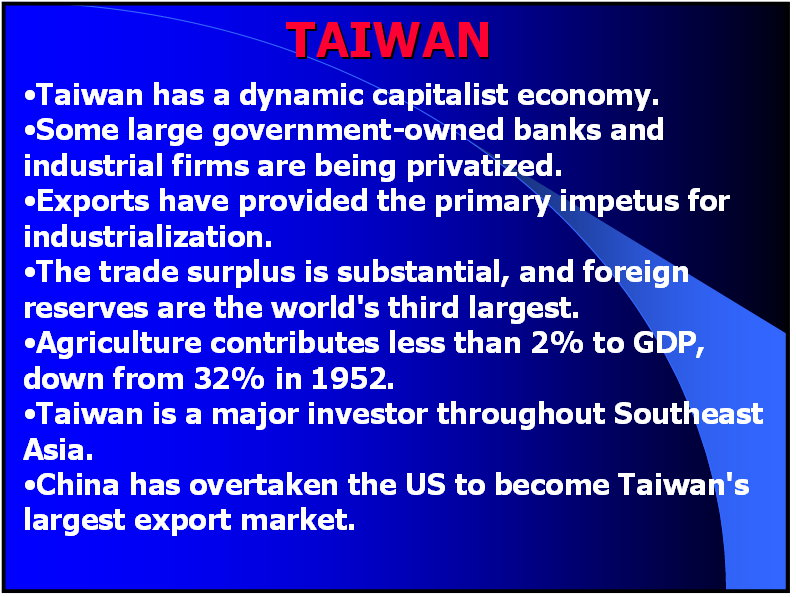 TAIWAN
•Taiwan has a dynamic capitalist economy.
•Some large government-owned banks and
industrial firms are being privatized.
•Exports have provided the primary impetus for
industrialization.
•The trade surplus is substantial, and foreign
reserves are the world's third largest.
•Agriculture contributes less than 2% to GDP,
down from 32% in 1952.
•Taiwan is a major investor throughout Southeast
Asia.
•China has overtaken the US to become Taiwan's
largest export market.